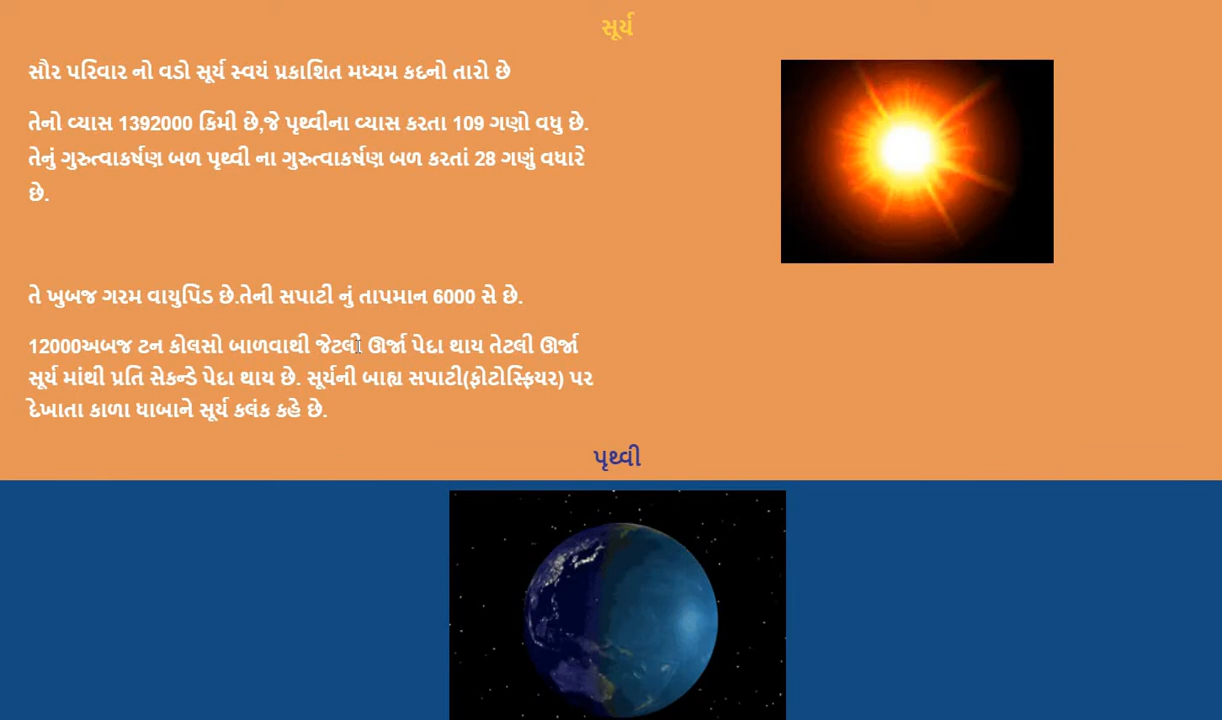 સૂર્ય
સૌર પરિવાર નો વડો સૂર્ય સ્વયં પ્રકાશિત મધ્યમ કદનો તારો છે
તેનો વ્યાસ 1392000 કિમી છે,જે પૃથ્વીના વ્યાસ કરતા 109 ગણો વધુ છે.
તેનું ગુરુત્વાકર્ષણ બળ પૃથ્વી ના ગુરુત્વાકર્ષણ બળ કરતાં 28 ગણું વધારે
છે.
તે ખુબજ ગરમ વાયુપિંડ છે.તેની સપાટી નું તાપમાન 6000 સે છે.
12000અબજ ટન કોલસો બાળવાથી જેટલી ઊર્જા પેદા થાય તેટલી ઊર્જા
સૂર્ય માંથી પ્રતિ સેકન્ડે પેદા થાય છે. સૂર્યની બાહ્ય સપાટી(ફોટોસ્ફિયર) પર
દેખાતા કાળા ધાબાને સૂર્ય કલંક કહે છે.
પૃથ્વી